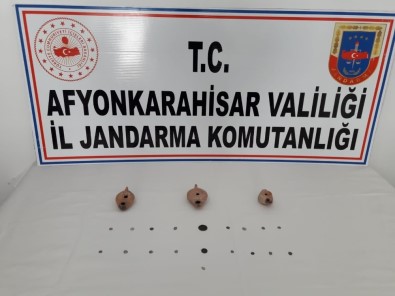 T.C.
AFYONKARAHİSAR VALİLİĞİ
İL JANDARMA KOMUTANLIĞI